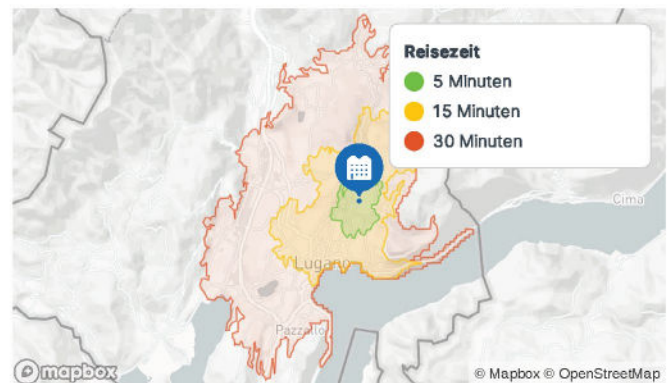 Reisezeit
5 Minuten
15 Minuten
30 Minuten
Cima
Lugano
Pazzallo
mapbox
© Mapbox © OpenStreetMap